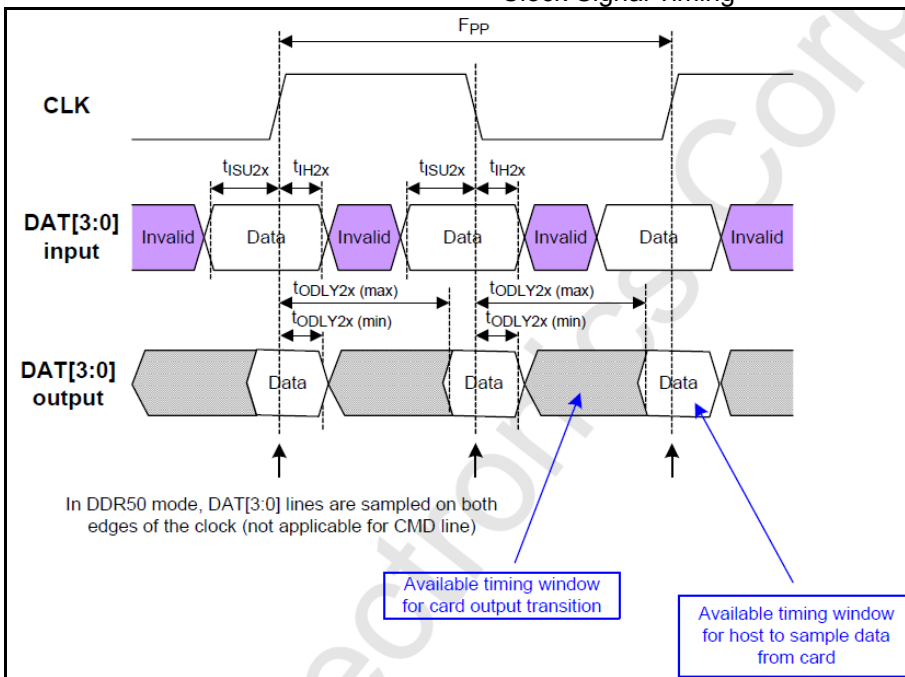 Clock Signal Timing
FPP
CLK
tISU2x tIH2x tISU2x tIH2x
DAT[3:0]
input
Invalid Data Invalid Data Invalid Data Invalid
tODLY2x (max) tODLY2x (max)
tODLY2x (min) tODLY2x (min)
DAT[3:0]
output
Data Data Data
In DDR50 mode, DAT[3:0] lines are sampled on both
edges of the clock (not applicable for CMD line)
Available timing window
for card output transition
Available timing window
for host to sample data
from card
ectronics Corp